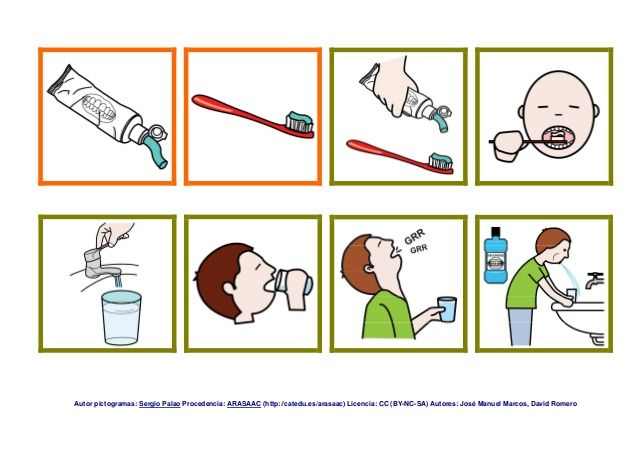 GRR
GRR
Autor pictogramas: Sergio Palao Procedencia: ARASAAC (http:/catedu.es/arasaac) Licencia: CC (BY-NC-SA) Autores: José Manuel Marcos, David Romero